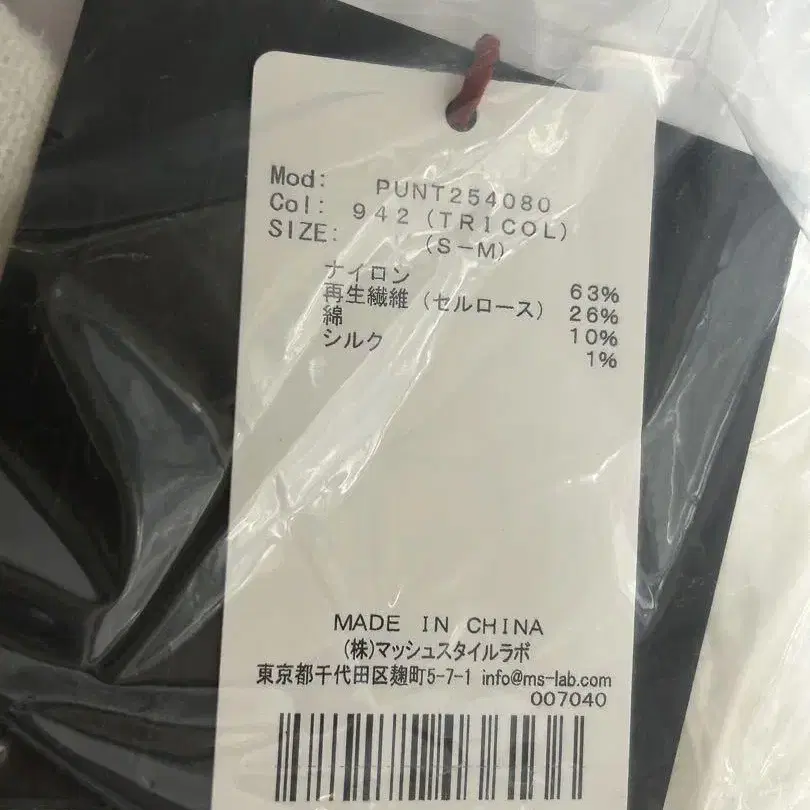 Mod: PUNT254080
Col: 942(TRICOL)
SIZE: (S-M)
ナイロン 63%
再生繊維(セルロース) 26%
綿 10%
シルク 1%
MADE IN CHINA
(株)マッシュスタイルラボ
東京都千代田区麹町5-7-1 info@ms-lab.com
007040